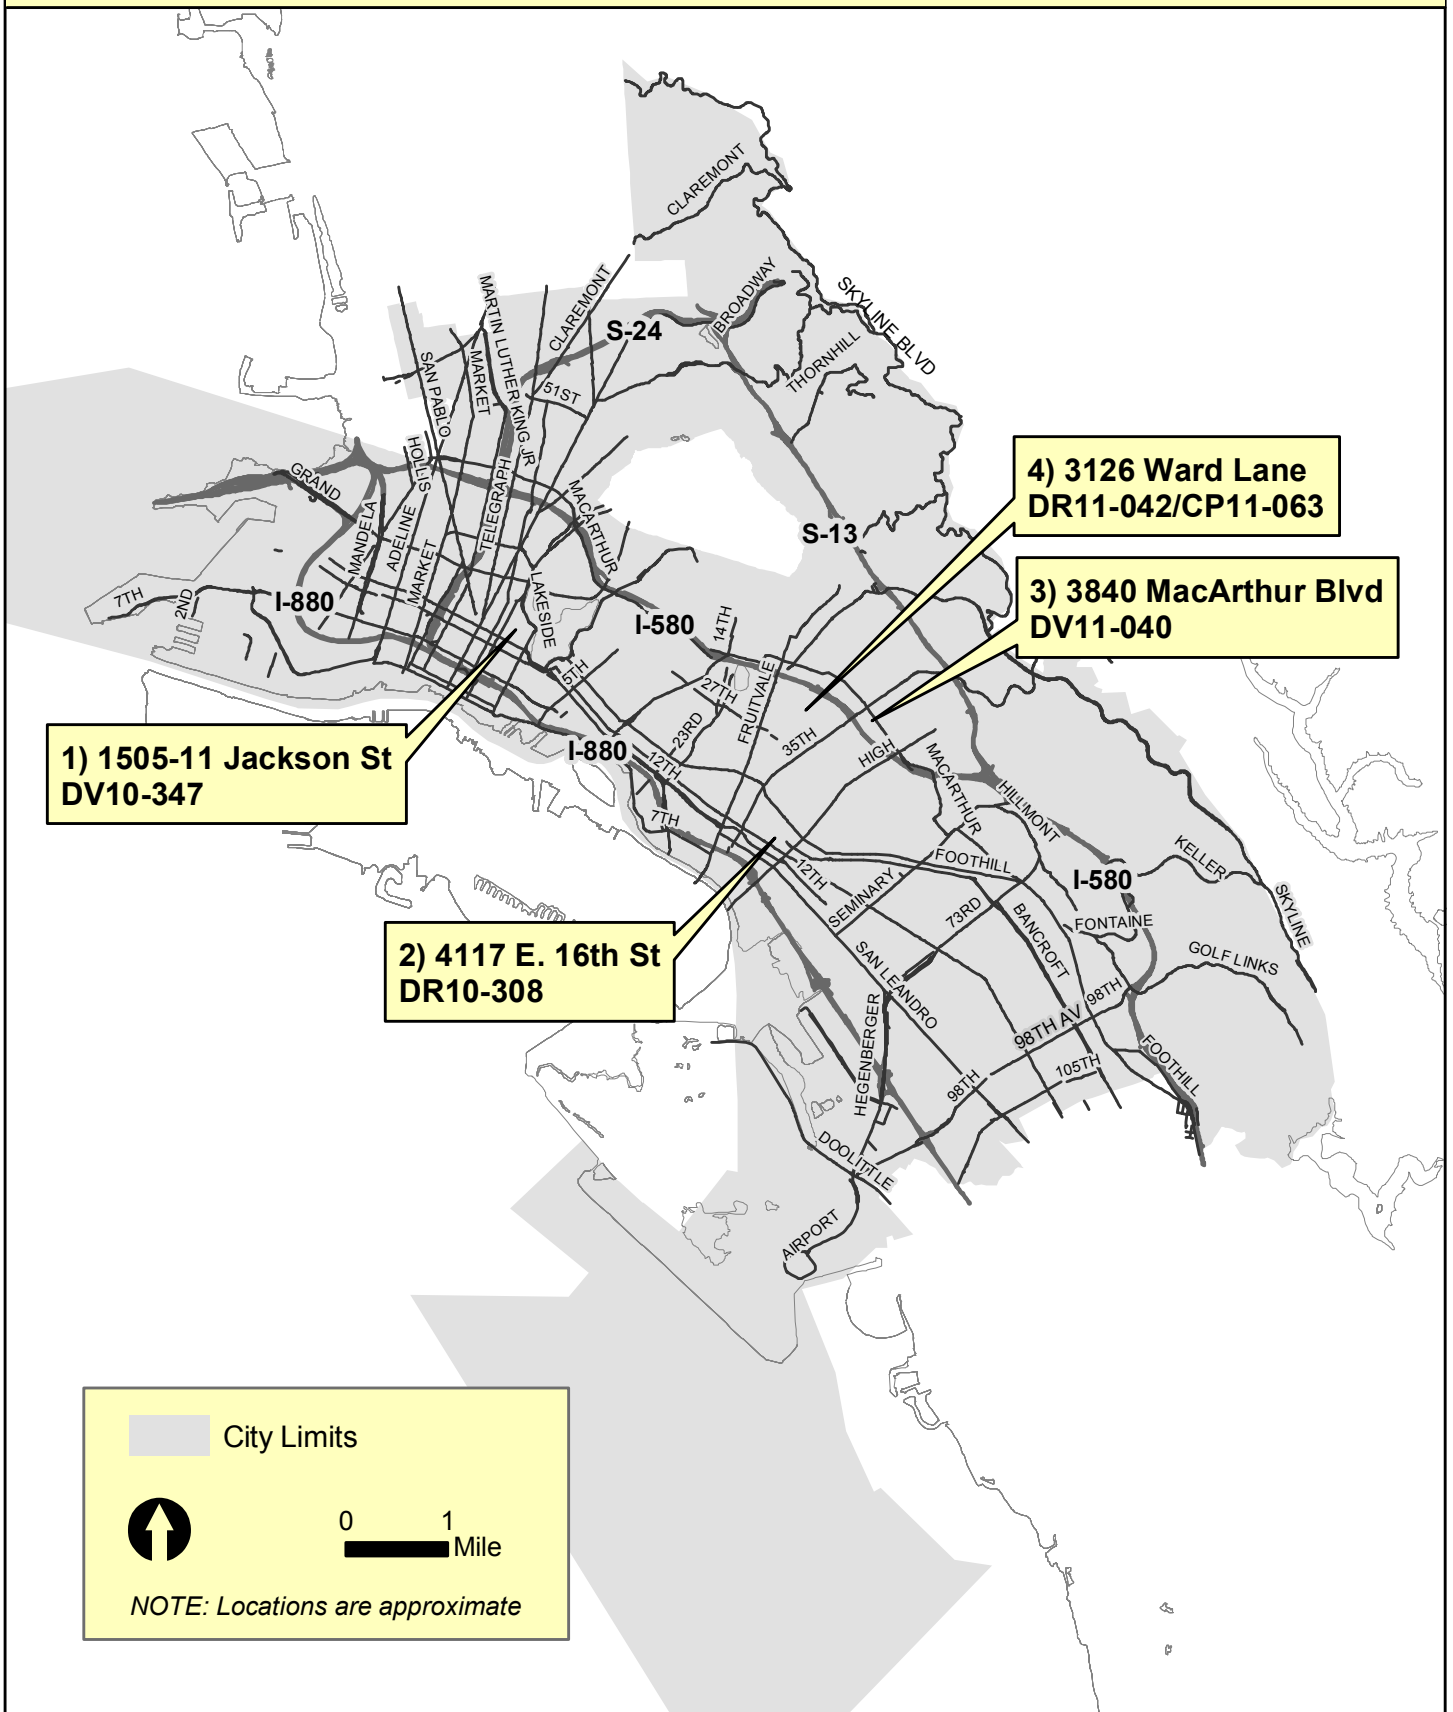 CLAREMONT
SKYLINE BLVD
BROADWAY
MARTIN LUTHER KING JR
CLAREMONT
S-24
THORNHILL
SAN PABLO
MARKET
51ST
4) 3126 Ward Lane
DR11-042/CP11-063
HOLLIS
GRAND
TELEGRAPH
MACARTHUR
S-13
MANDELA
ADELINE
MARKET
LAKESIDE
3) 3840 MacArthur Blvd
DV11-040
7TH
2ND
I-880
I-580
14TH
5TH
27TH
FRUITVALE
23RD
35TH
HIGH
1) 1505-11 Jackson St
DV10-347
I-880
12TH
MACARTHUR
HILLMONT
7TH
FOOTHILL
KELLER
12TH
SEMINARY
I-580
SKYLINE
73RD
BANCROFT
FONTAINE
2) 4117 E. 16th St
DR10-308
SAN LEANDRO
GOLF LINKS
98TH
98TH AV
HEGENBERGER
105TH
98TH
FOOTHILL
DOOLITTLE
AIRPORT
City Limits
0 1
Mile
NOTE: Locations are approximate